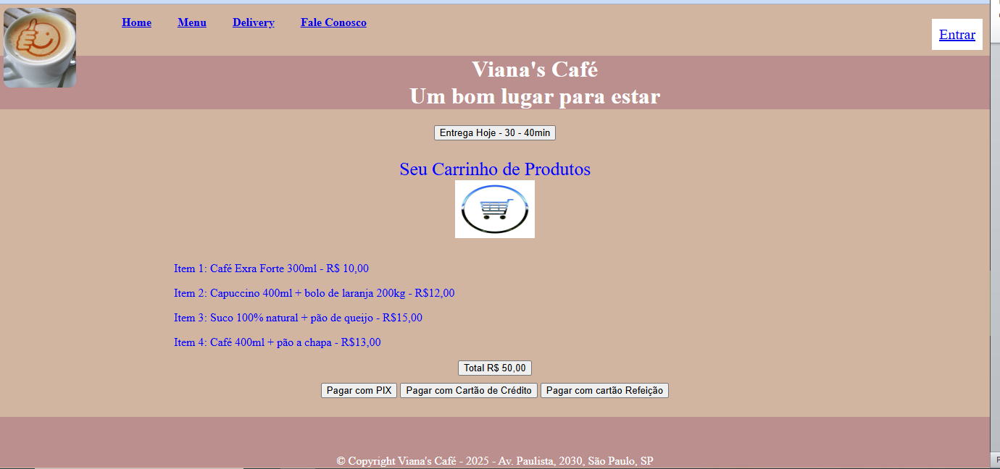 Home Menu Delivery Fale Conosco
Entrar
Viana's Café
Um bom lugar para estar
Entrega Hoje - 30 - 40min
Seu Carrinho de Produtos
Item 1: Café Exra Forte 300ml - R$ 10,00
Item 2: Capuccino 400ml + bolo de laranja 200kg - R$12,00
Item 3: Suco 100% natural + pão de queijo - R$15,00
Item 4: Café 400ml + pão a chapa - R$13,00
Total R$ 50,00
Pagar com PIX Pagar com Cartão de Crédito Pagar com cartão Refeição
© Copyright Viana's Café - 2025 - Av. Paulista, 2030, São Paulo, SP